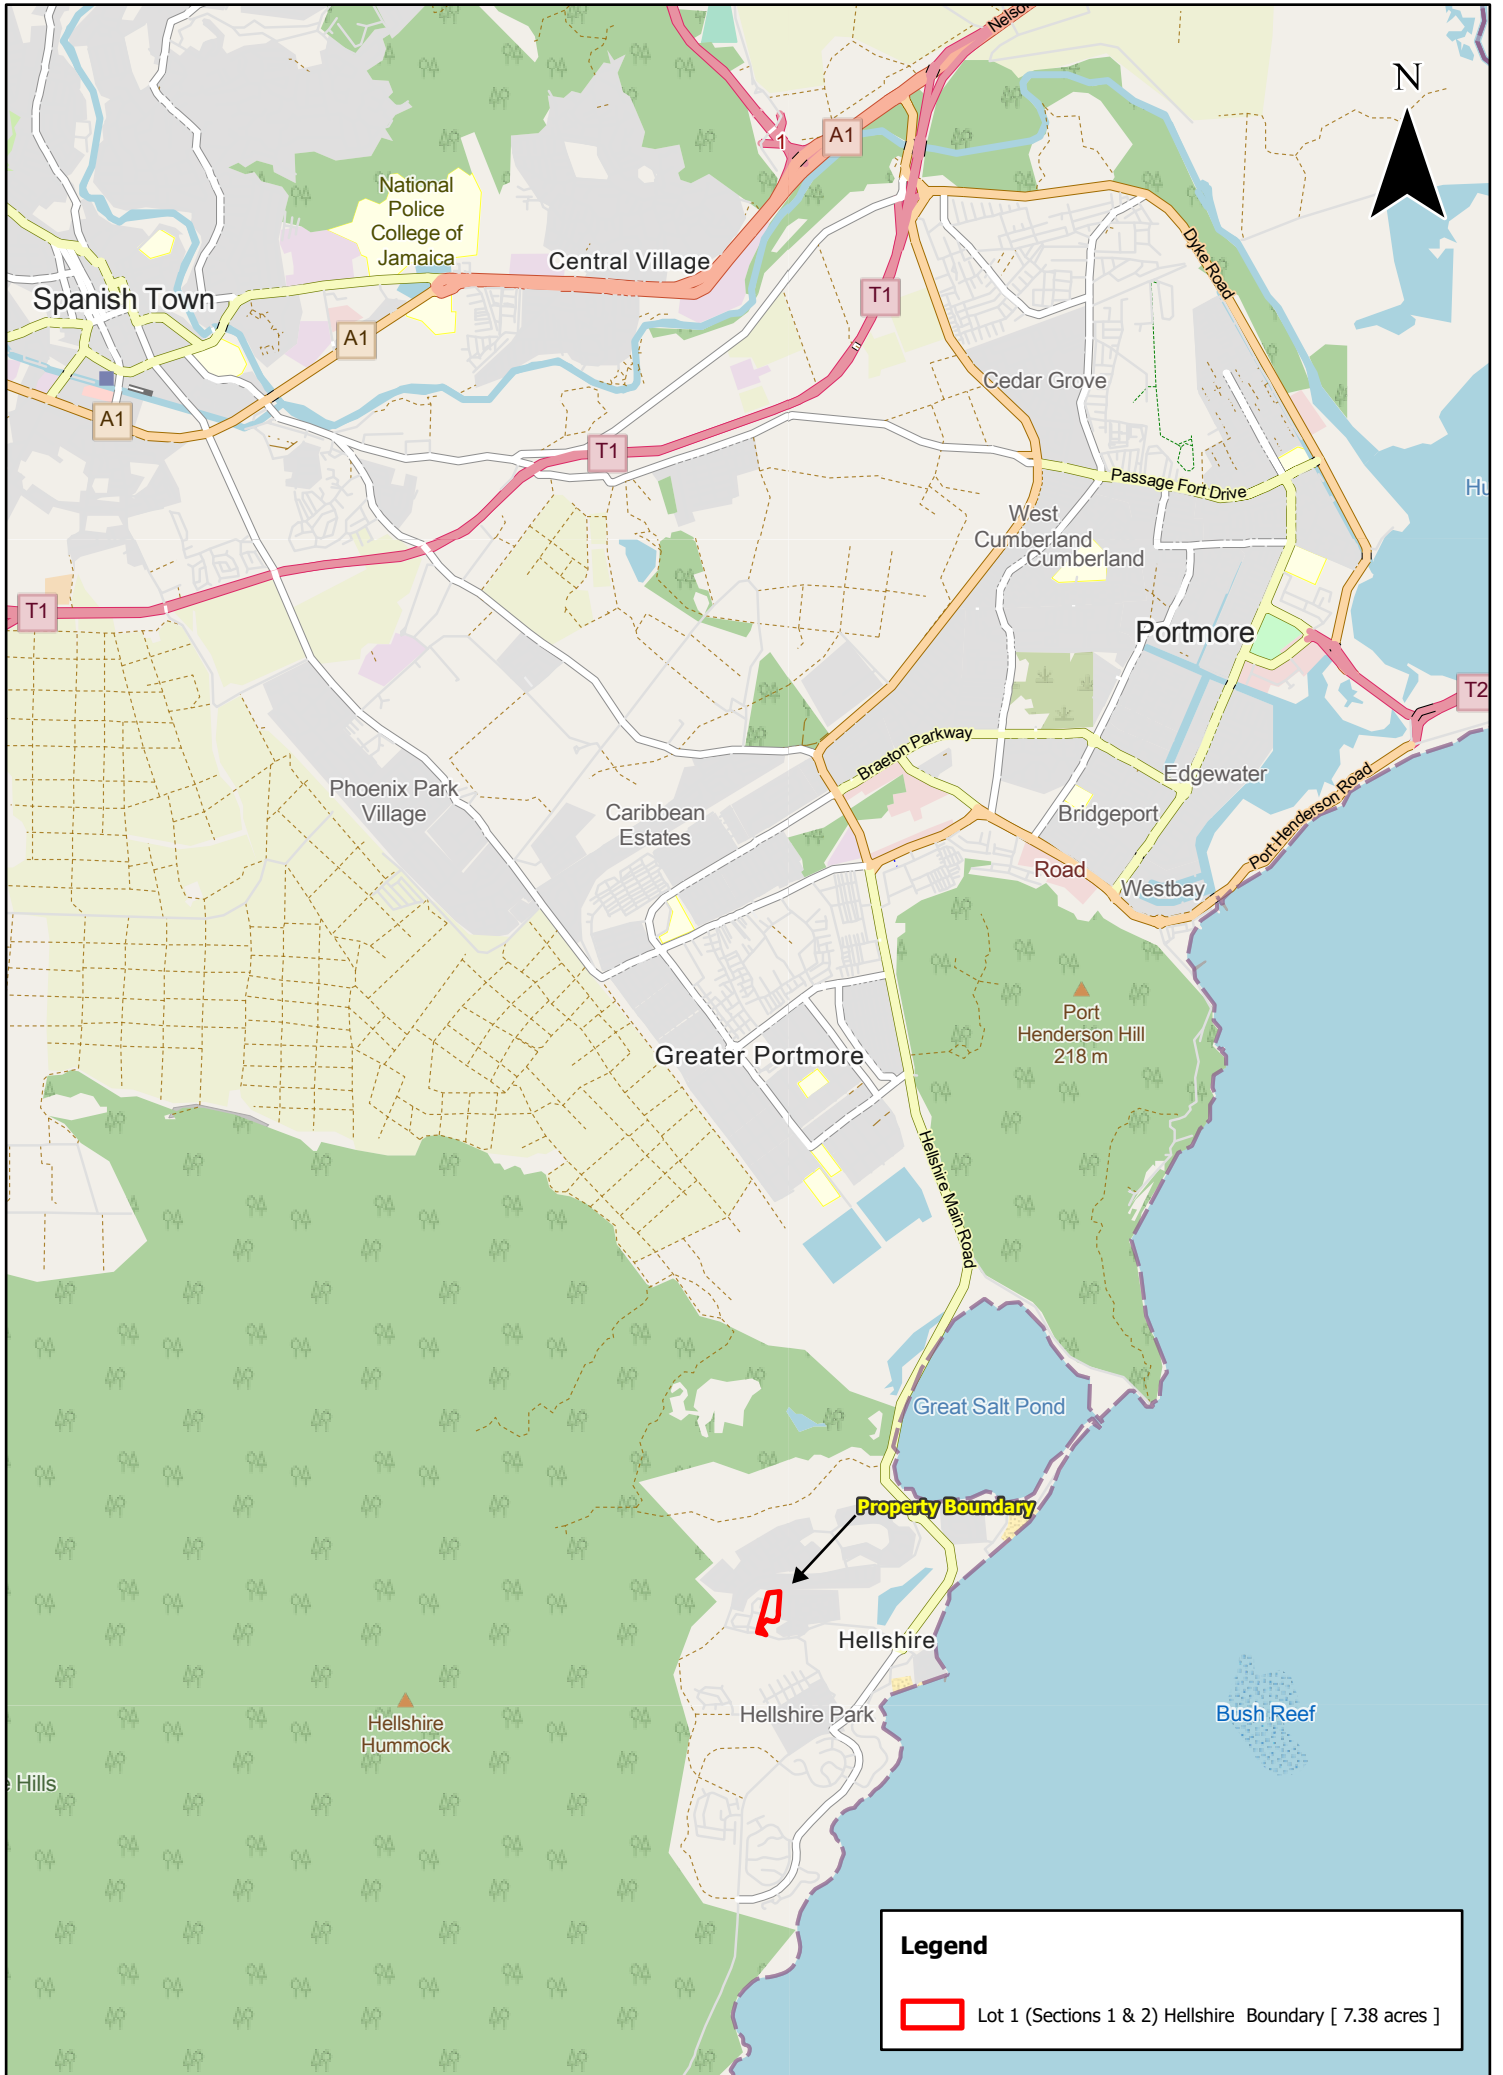 Nelso
N
1
A1
National
Police
College of
Jamaica
Central Village
Dyke Road
Spanish Town
T1
A1
Cedar Grove
A1
T1
Passage Fort Drive
Hu
West
Cumberland
Cumberland
T1
Portmore
T2
Braeton Parkway
Phoenix Park
Village
Caribbean
Estates
Edgewater
Bridgeport
Port Henderson Road
Road
Westbay
Port
Henderson Hill
218 m
Greater Portmore
Hellshire Main Road
Great Salt Pond
Property Boundary
Hellshire
Hellshire Park
Bush Reef
Hellshire
Hummock
e Hills
Legend
Lot 1 (Sections 1 & 2) Hellshire Boundary [ 7.38 acres ]